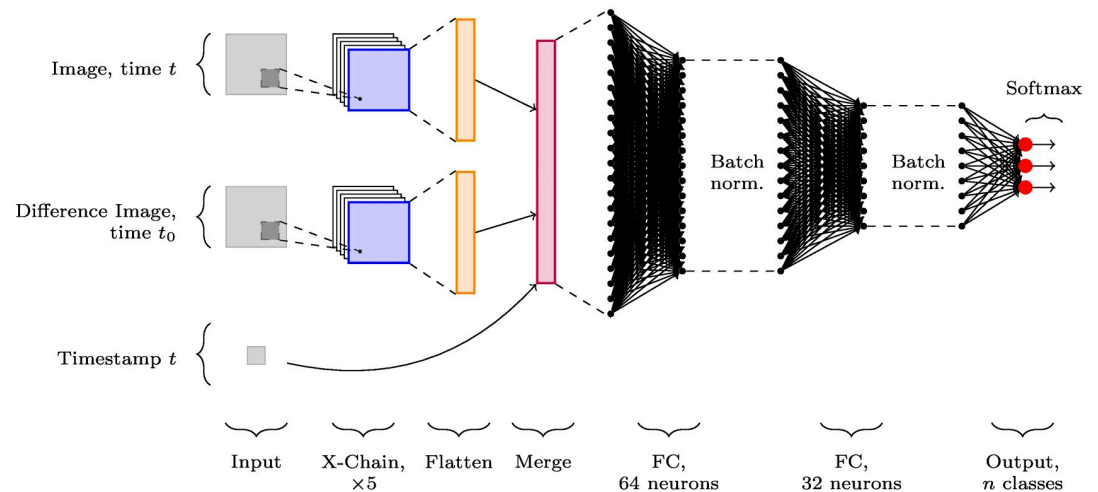 Image, time t
Difference Image,
time t₀
Timestamp t
Batch
norm.
Batch
norm.
Softmax
Input
X-Chain,
×5
Flatten
Merge
FC,
64 neurons
FC,
32 neurons
Output,
n classes